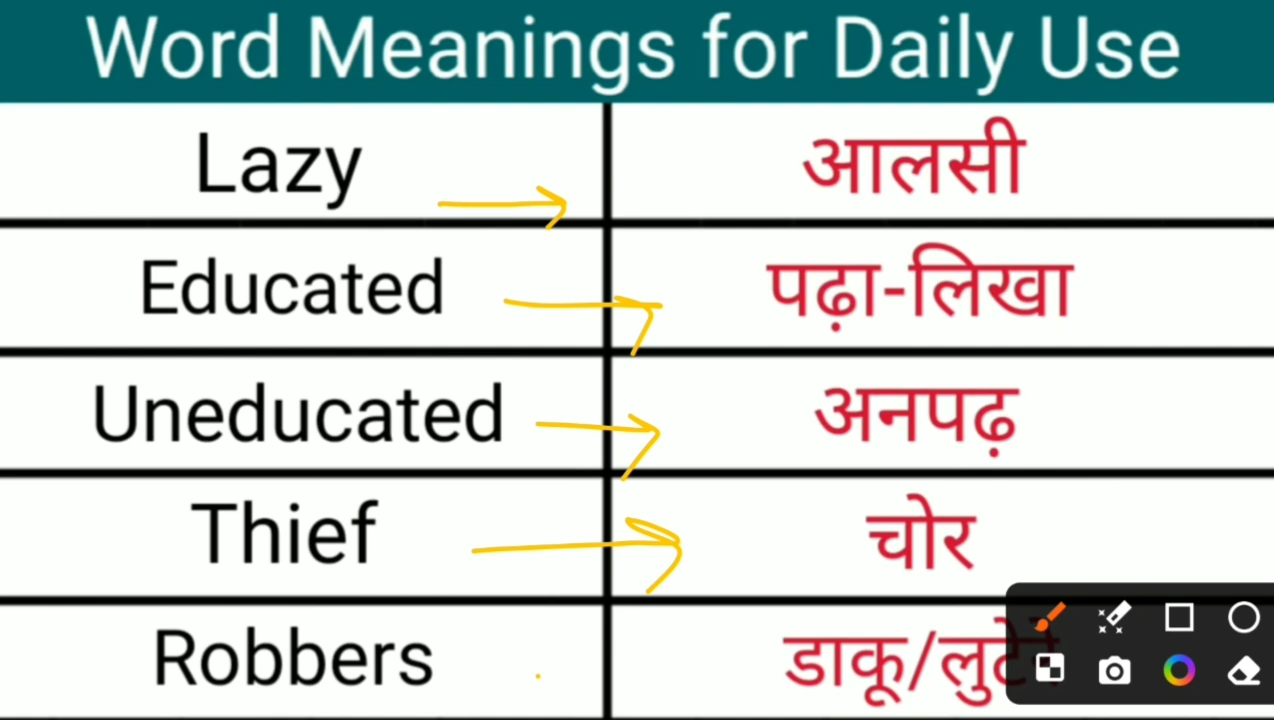 Word Meanings for Daily Use
Lazy आलसी
Educated पढ़ा-लिखा
Uneducated अनपढ़
Thief चोर
Robbers डाकू/